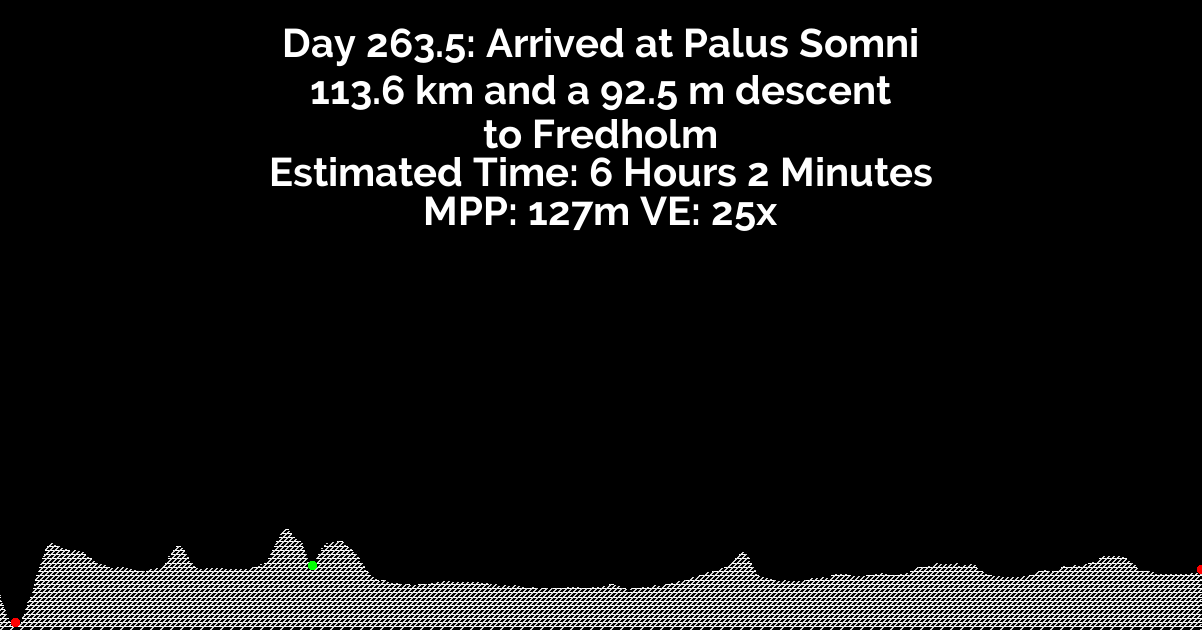 Day 263.5: Arrived at Palus Somni
113.6 km and a 92.5 m descent
to Fredholm
Estimated Time: 6 Hours 2 Minutes
MPP: 127m VE: 25x